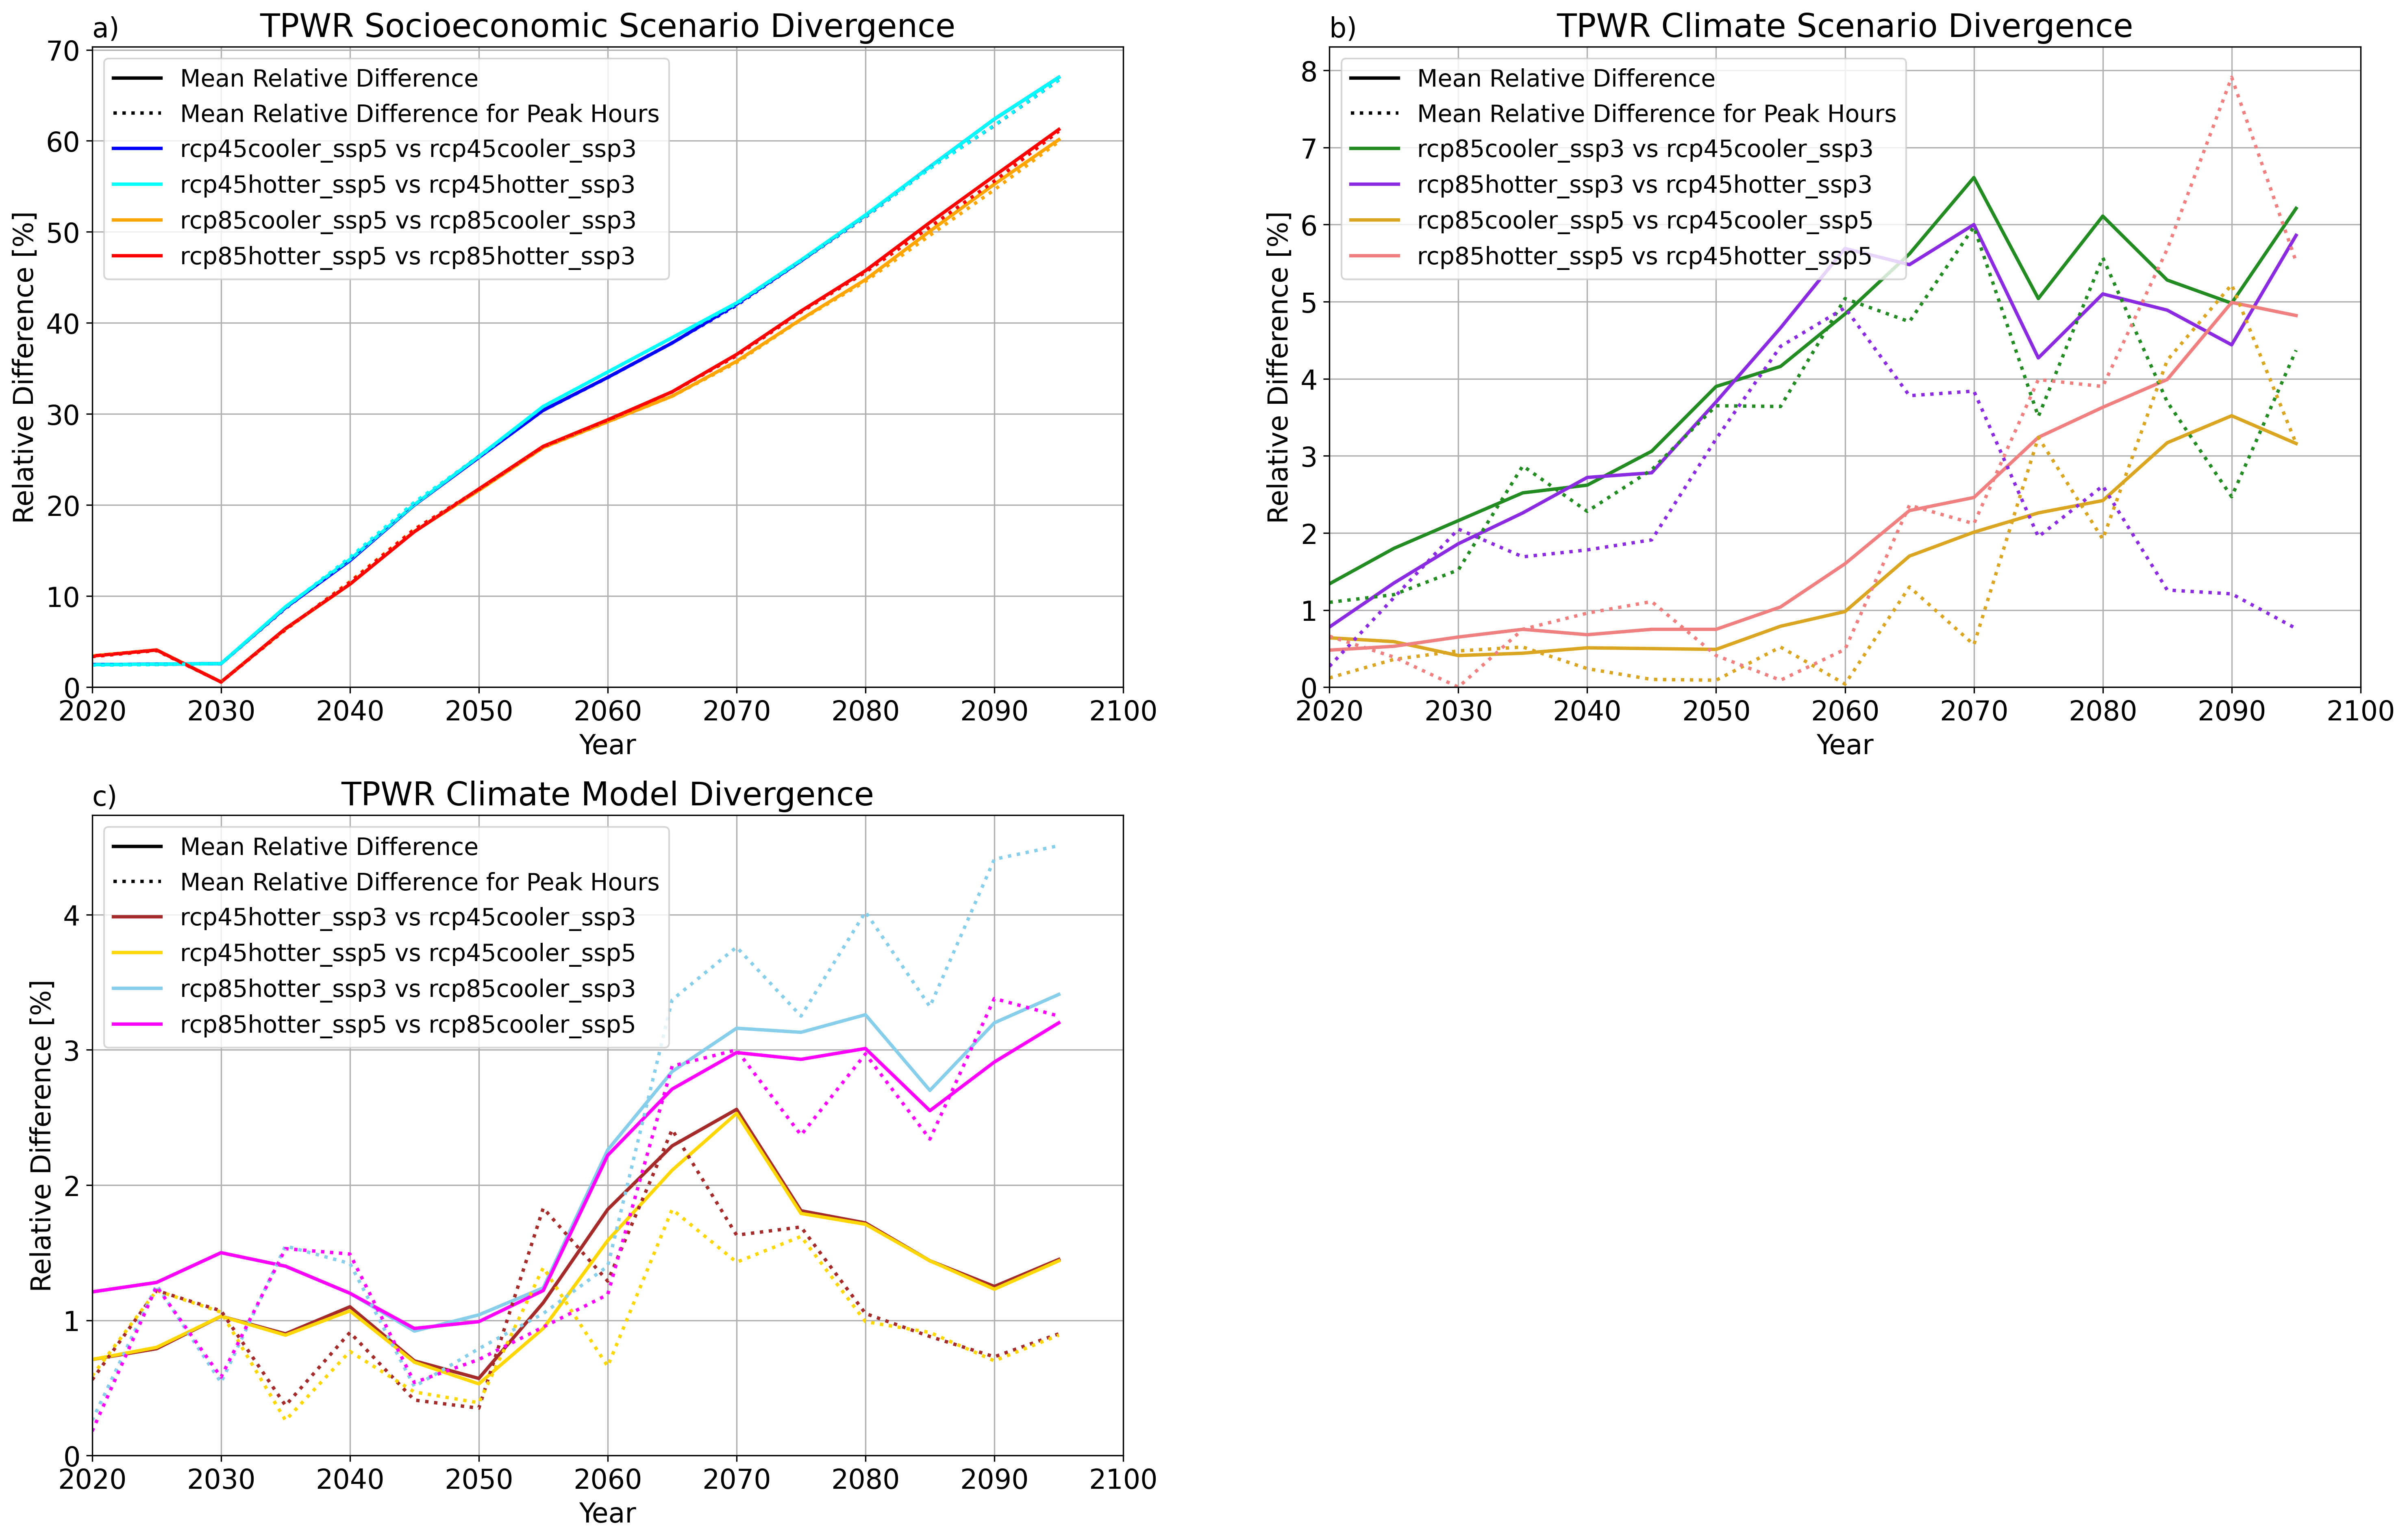 a)
TPWR Socioeconomic Scenario Divergence
Relative Difference [%]
70
60
50
40
30
20
10
0
Mean Relative Difference
Mean Relative Difference for Peak Hours
rcp45cooler_ssp5 vs rcp45cooler_ssp3
rcp45hotter_ssp5 vs rcp45hotter_ssp3
rcp85cooler_ssp5 vs rcp85cooler_ssp3
rcp85hotter_ssp5 vs rcp85hotter_ssp3
2020 2030 2040 2050 2060 2070 2080 2090 2100
Year
b)
TPWR Climate Scenario Divergence
Relative Difference [%]
8
7
6
5
4
3
2
1
0
Mean Relative Difference
Mean Relative Difference for Peak Hours
rcp85cooler_ssp3 vs rcp45cooler_ssp3
rcp85hotter_ssp3 vs rcp45hotter_ssp3
rcp85cooler_ssp5 vs rcp45cooler_ssp5
rcp85hotter_ssp5 vs rcp45hotter_ssp5
2020 2030 2040 2050 2060 2070 2080 2090 2100
Year
c)
TPWR Climate Model Divergence
Relative Difference [%]
4
3
2
1
0
Mean Relative Difference
Mean Relative Difference for Peak Hours
rcp45hotter_ssp3 vs rcp45cooler_ssp3
rcp45hotter_ssp5 vs rcp45cooler_ssp5
rcp85hotter_ssp3 vs rcp85cooler_ssp3
rcp85hotter_ssp5 vs rcp85cooler_ssp5
2020 2030 2040 2050 2060 2070 2080 2090 2100
Year